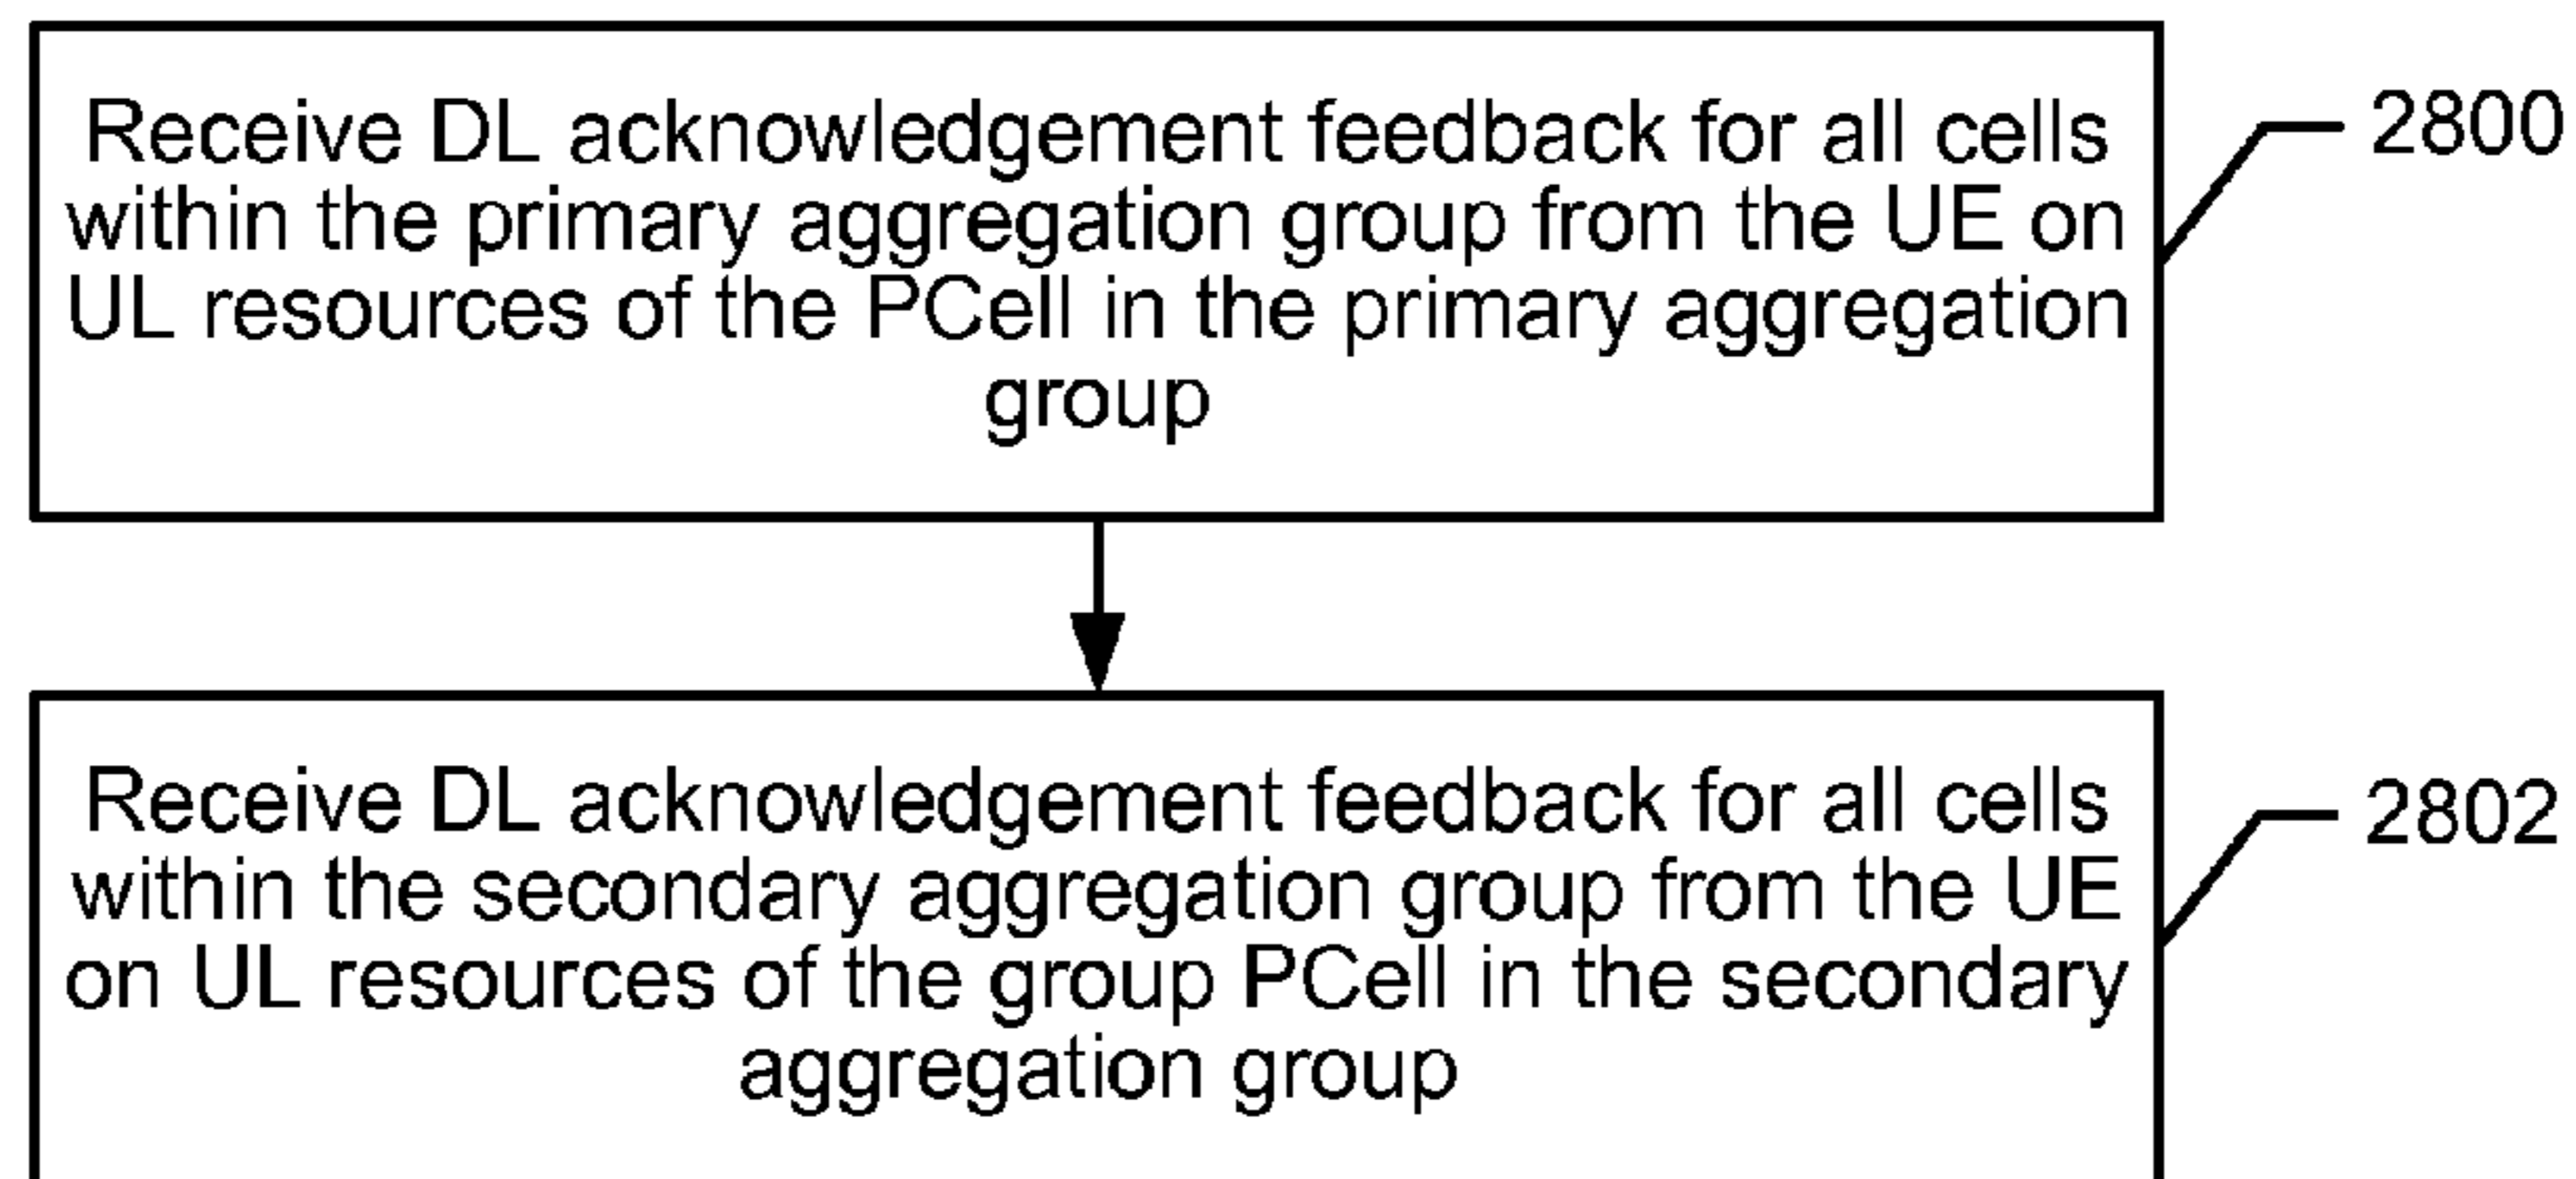 Receive DL acknowledgement feedback for all cells
within the primary aggregation group from the UE on
UL resources of the PCell in the primary aggregation
group
2800
Receive DL acknowledgement feedback for all cells
within the secondary aggregation group from the UE
on UL resources of the group PCell in the secondary
aggregation group
2802